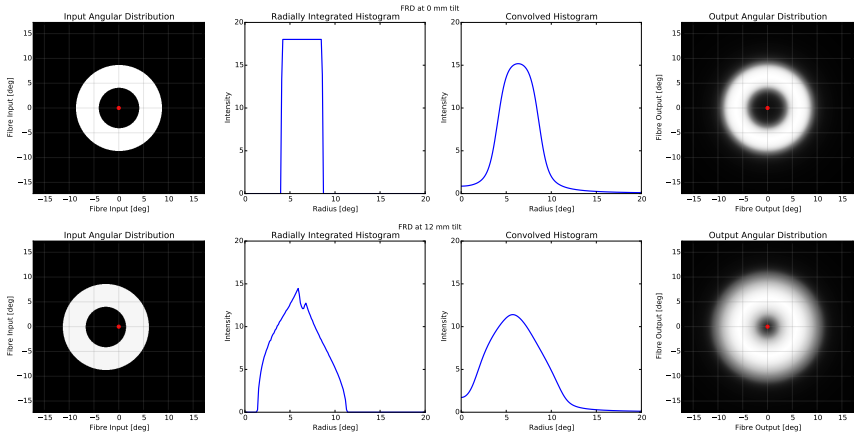 FRD at 0 mm tilt
Input Angular Distribution
Radially Integrated Histogram
Convolved Histogram
Output Angular Distribution
Fibre Input [deg]
15
10
5
0
−5
−10
−15
−15 −10 −5 0 5 10 15
Fibre Input [deg]
Intensity
20
15
10
5
0
0 5 10 15 20
Radius [deg]
Intensity
20
15
10
5
0
0 5 10 15 20
Radius [deg]
Fibre Output [deg]
15
10
5
0
−5
−10
−15
−15 −10 −5 0 5 10 15
Fibre Output [deg]
FRD at 12 mm tilt
Input Angular Distribution
Radially Integrated Histogram
Convolved Histogram
Output Angular Distribution
Fibre Input [deg]
15
10
5
0
−5
−10
−15
−15 −10 −5 0 5 10 15
Fibre Input [deg]
Intensity
20
15
10
5
0
0 5 10 15 20
Radius [deg]
Intensity
20
15
10
5
0
0 5 10 15 20
Radius [deg]
Fibre Output [deg]
15
10
5
0
−5
−10
−15
−15 −10 −5 0 5 10 15
Fibre Output [deg]